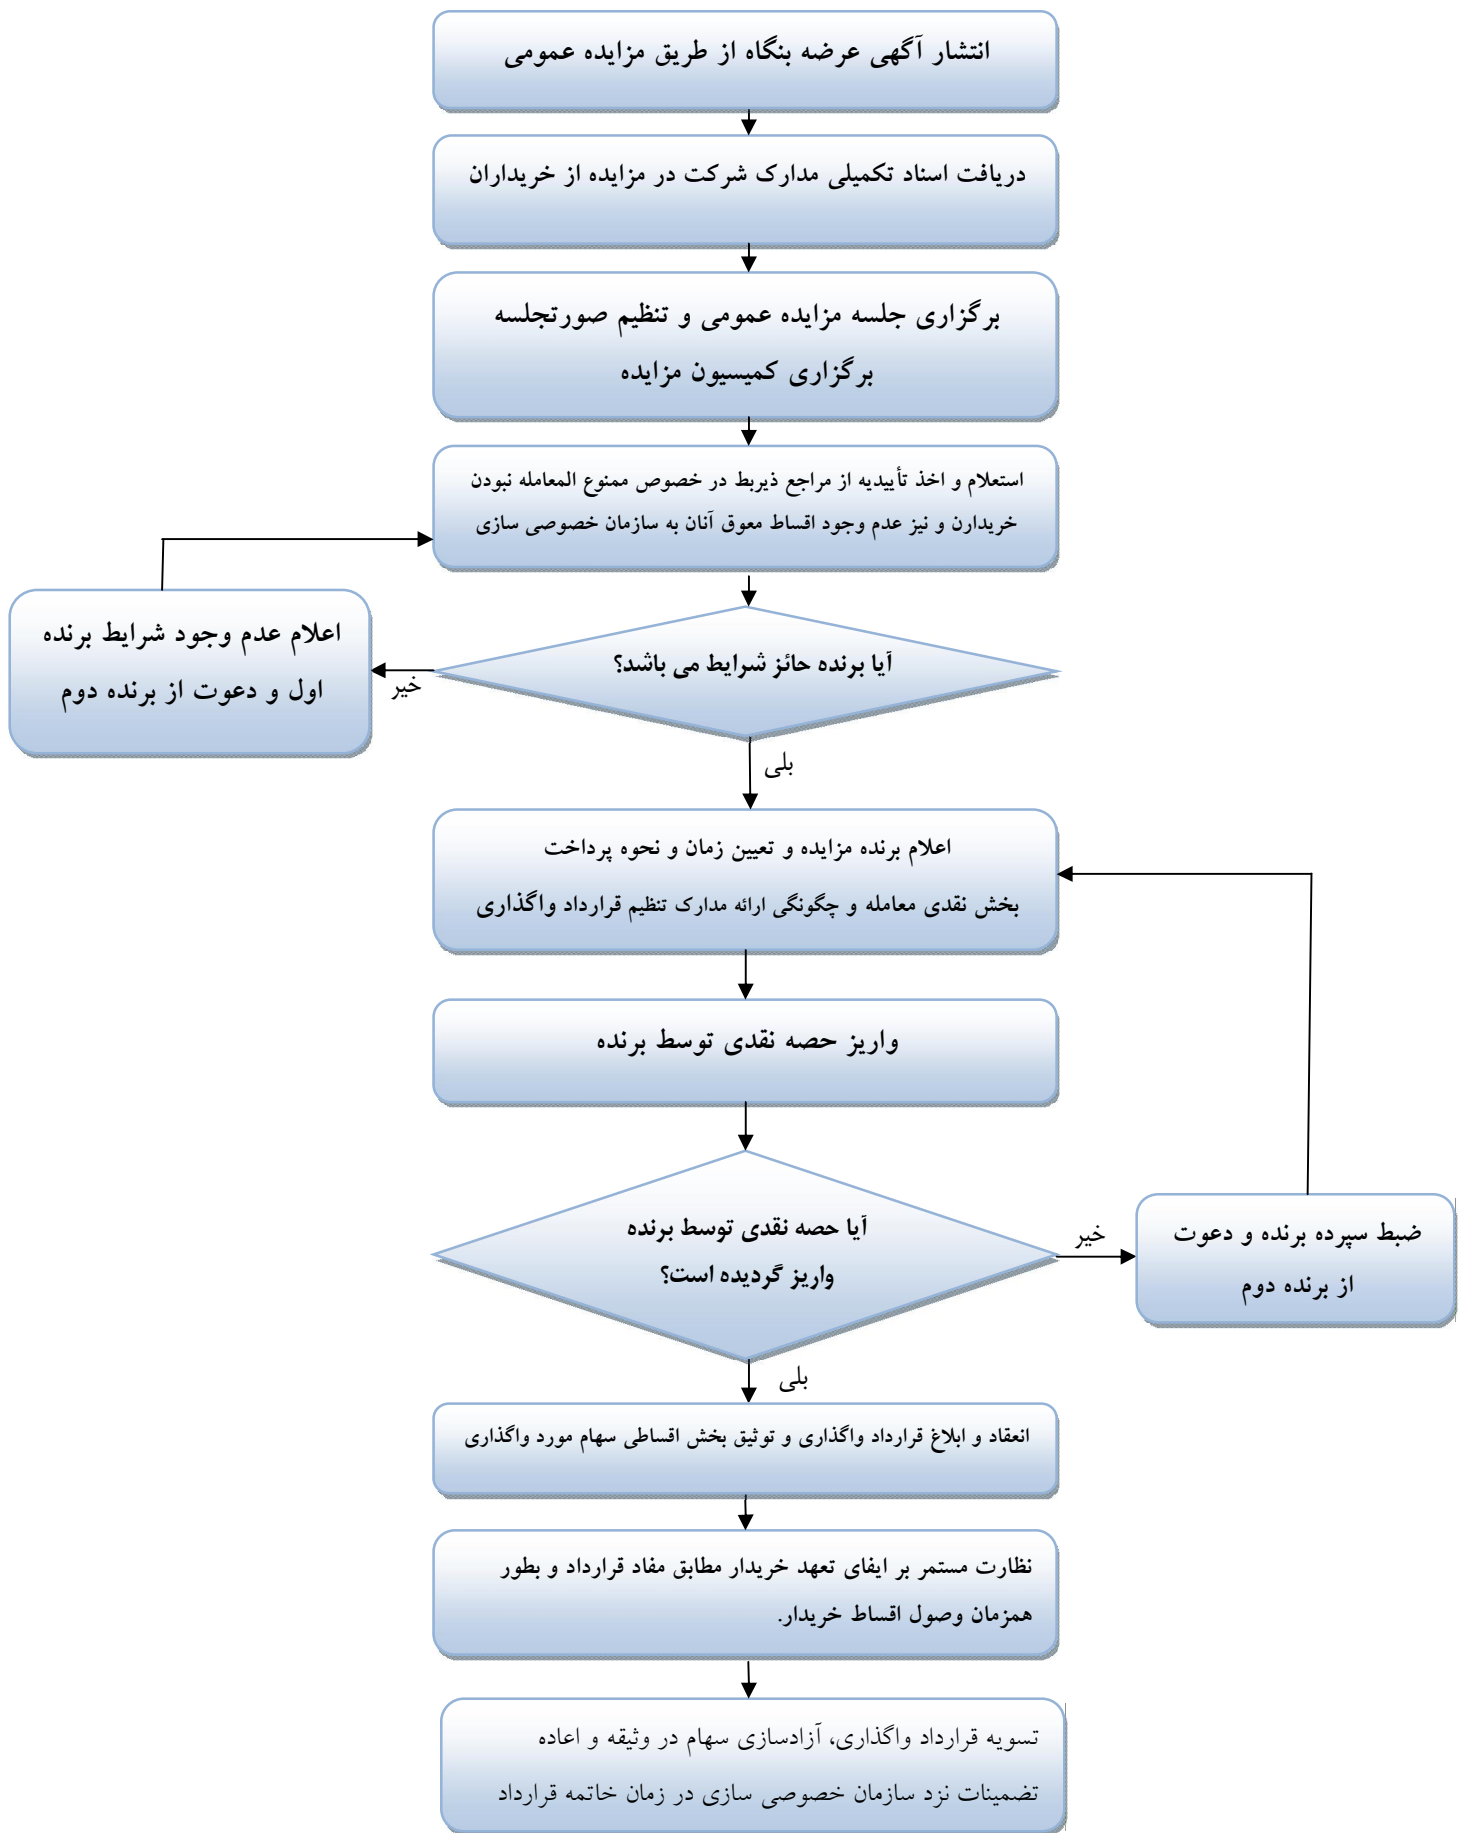 انتشار آگهی عرضه بنگاه از طریق مزایده عمومی
دریافت اسناد تکمیلی مدارک شرکت در مزایده از خریداران
برگزاری جلسه مزایده عمومی و تنظیم صورتجلسه
برگزاری کمیسیون مزایده
استعلام و اخذ تأییدیه از مراجع ذیربط در خصوص ممنوع المعامله نبودن
خریدارن و نیز عدم وجود اقساط معوق آنان به سازمان خصوصی سازی
آیا برنده حائز شرایط می باشد؟
خیر
اعلام عدم وجود شرایط برنده
اول و دعوت از برنده دوم
بلی
اعلام برنده مزایده و تعیین زمان و نحوه پرداخت
بخش نقدی معامله و چگونگی ارائه مدارک تنظیم قرارداد واگذاری
واریز حصه نقدی توسط برنده
آیا حصه نقدی توسط برنده
واریز گردیده است؟
خیر
ضبط سپرده برنده و دعوت
از برنده دوم
بلی
انعقاد و ابلاغ قرارداد واگذاری و توثیق بخش اقساطی سهام مورد واگذاری
نظارت مستمر بر ایفای تعهد خریدار مطابق مفاد قرارداد و بطور
همزمان وصول اقساط خریدار.
تسویه قرارداد واگذاری، آزادسازی سهام در وثیقه و اعاده
تضمینات نزد سازمان خصوصی سازی در زمان خاتمه قرارداد